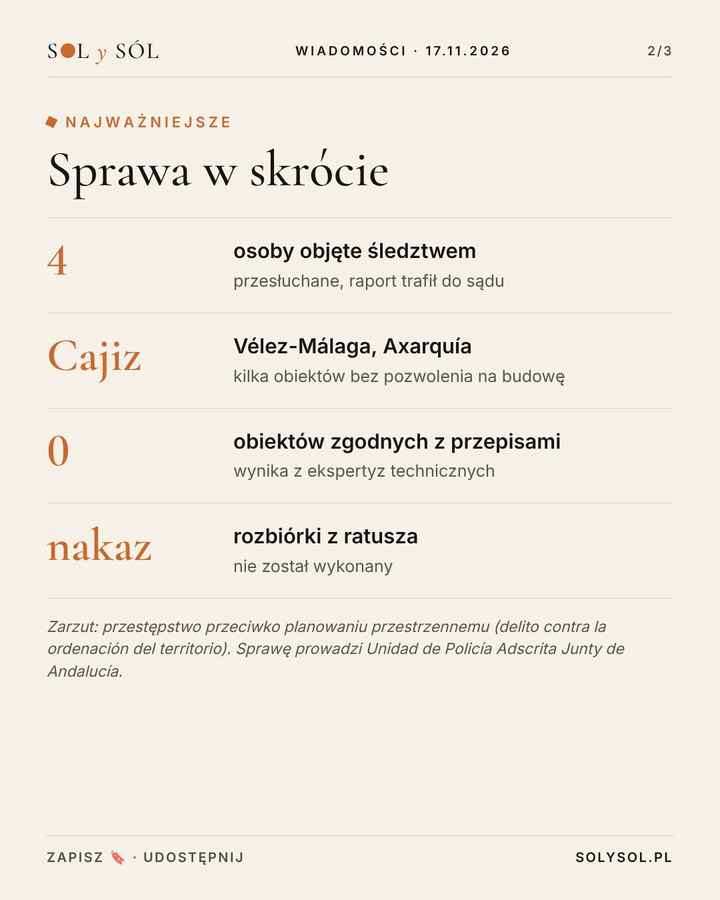 SOL y SÓL
WIADOMOŚCI · 17.11.2026
2/3
NAJWAŻNIEJSZE
Sprawa w skrócie
4
osoby objęte śledztwem
przesłuchane, raport trafił do sądu
Cajiz
Vélez-Málaga, Axarquía
kilka obiektów bez pozwolenia na budowę
0
obiektów zgodnych z przepisami
wynika z ekspertyz technicznych
nakaz
rozbiórki z ratusza
nie został wykonany
Zarzut: przestępstwo przeciwko planowaniu przestrzennemu (delito contra la
ordenación del territorio). Sprawę prowadzi Unidad de Policía Adscrita Junty de
Andalucía.
ZAPISZ 🔖 · UDOSTĘPNIJ
SOLYSOL.PL